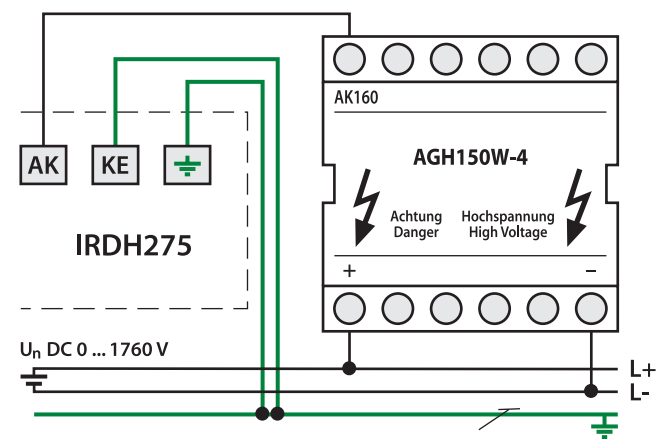 AK160
AGH150W-4
AK
KE
Achtung Hochspannung
Danger High Voltage
IRDH275
+ −
Un DC 0 ... 1760 V
L+
L-